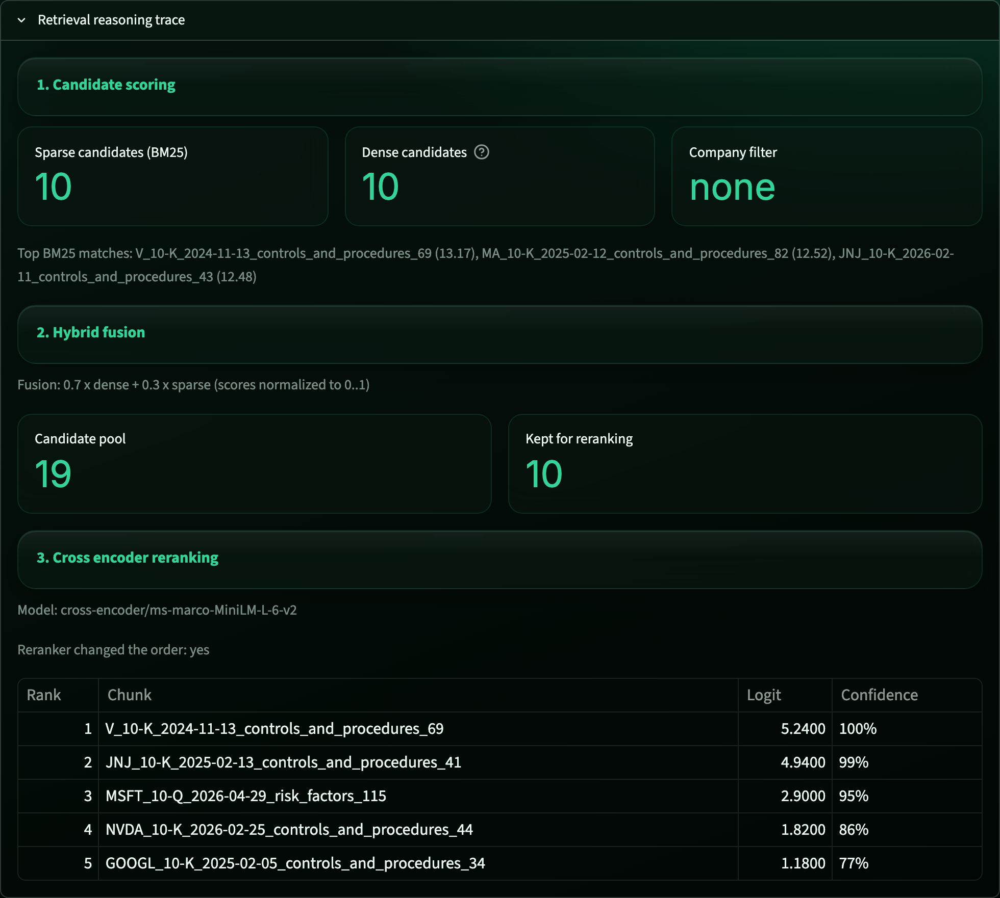 Retrieval reasoning trace
1. Candidate scoring
Sparse candidates (BM25)
10
Dense candidates
10
Company filter
none
Top BM25 matches: V_10-K_2024-11-13_controls_and_procedures_69 (13.17), MA_10-K_2025-02-12_controls_and_procedures_82 (12.52), JNJ_10-K_2026-02-
11_controls_and_procedures_43 (12.48)
2. Hybrid fusion
Fusion: 0.7 x dense + 0.3 x sparse (scores normalized to 0..1)
Candidate pool
19
Kept for reranking
10
3. Cross encoder reranking
Model: cross-encoder/ms-marco-MiniLM-L-6-v2
Reranker changed the order: yes
Rank Chunk Logit Confidence
1 V_10-K_2024-11-13_controls_and_procedures_69 5.2400 100%
2 JNJ_10-K_2025-02-13_controls_and_procedures_41 4.9400 99%
3 MSFT_10-Q_2026-04-29_risk_factors_115 2.9000 95%
4 NVDA_10-K_2026-02-25_controls_and_procedures_44 1.8200 86%
5 GOOGL_10-K_2025-02-05_controls_and_procedures_34 1.1800 77%